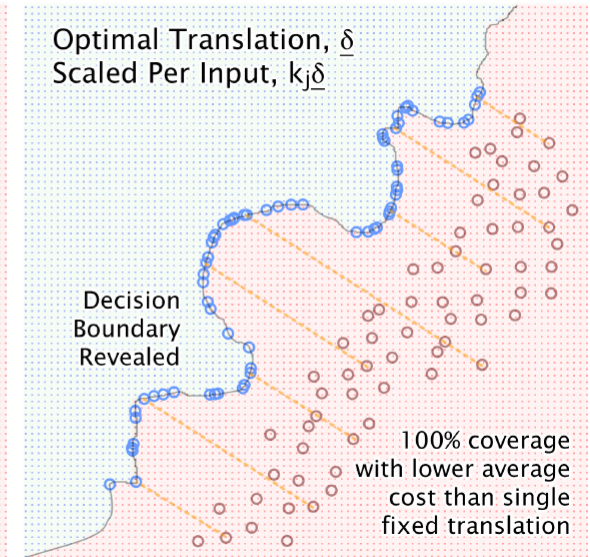 Optimal Translation, δ
Scaled Per Input, kjδ
Decision
Boundary
Revealed
100% coverage
with lower average
cost than single
fixed translation